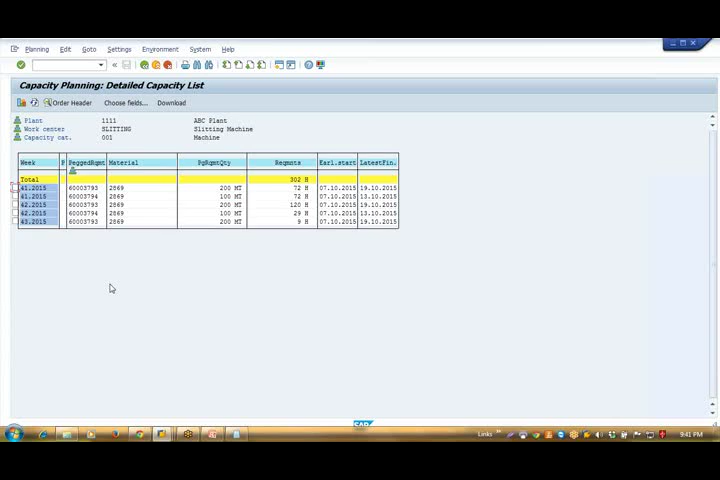 Planning Edit Goto Settings Environment System Help
Capacity Planning: Detailed Capacity List
Order Header Choose fields... Download
Plant 1111 ABC Plant
Work center SLITTING Slitting Machine
Capacity cat. 001 Machine
Week P PeggedRqmt Material PgRqmtQty Reqmnts Earl.start LatestFin.
Total 302 H
41.2015 60003793 2869 200 MT 72 H 07.10.2015 19.10.2015
41.2015 60003794 2869 100 MT 72 H 07.10.2015 13.10.2015
42.2015 60003793 2869 200 MT 120 H 07.10.2015 19.10.2015
42.2015 60003794 2869 100 MT 29 H 07.10.2015 13.10.2015
43.2015 60003793 2869 200 MT 9 H 07.10.2015 19.10.2015
SAP
Links 9:41 PM